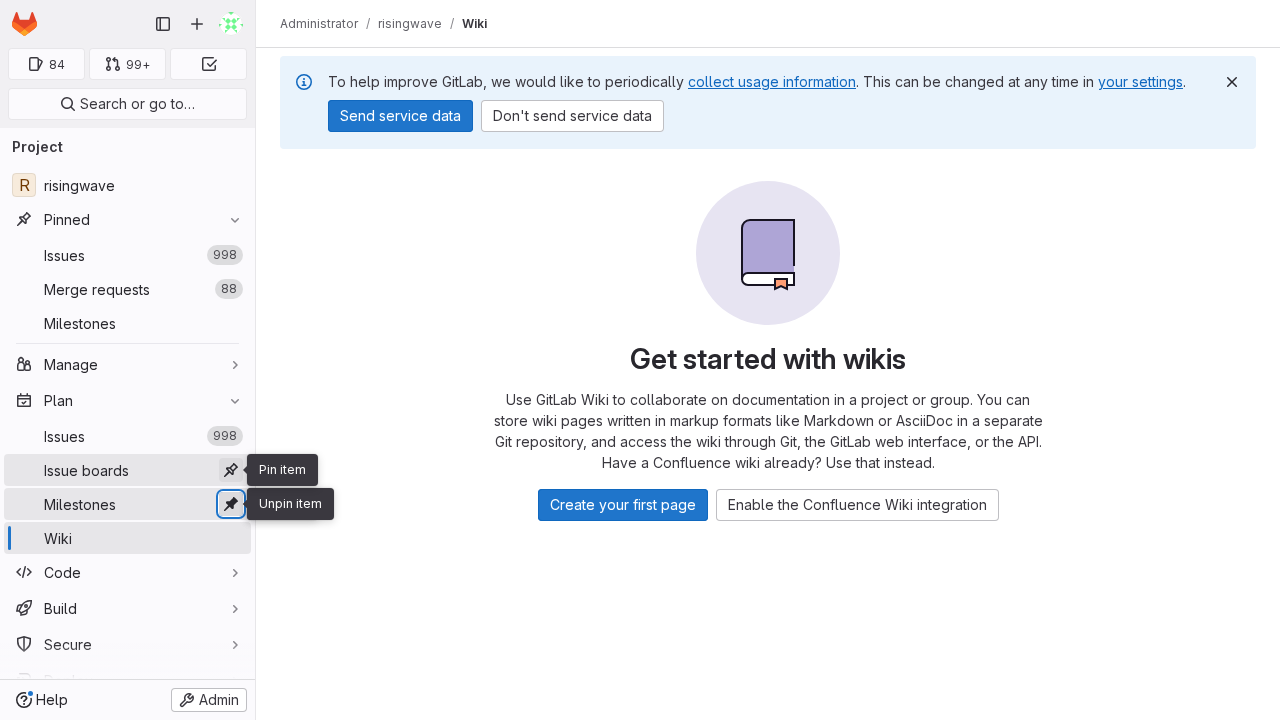 Administrator / risingwave / Wiki
84
99+
Search or go to…
Project
R risingwave
Pinned
Issues 998
Merge requests 88
Milestones
Manage
Plan
Issues 998
Issue boards
Pin item
Milestones
Unpin item
Wiki
Code
Build
Secure
Help
Admin
To help improve GitLab, we would like to periodically collect usage information. This can be changed at any time in your settings.
Send service data
Don't send service data
Get started with wikis
Use GitLab Wiki to collaborate on documentation in a project or group. You can
store wiki pages written in markup formats like Markdown or AsciiDoc in a separate
Git repository, and access the wiki through Git, the GitLab web interface, or the API.
Have a Confluence wiki already? Use that instead.
Create your first page
Enable the Confluence Wiki integration